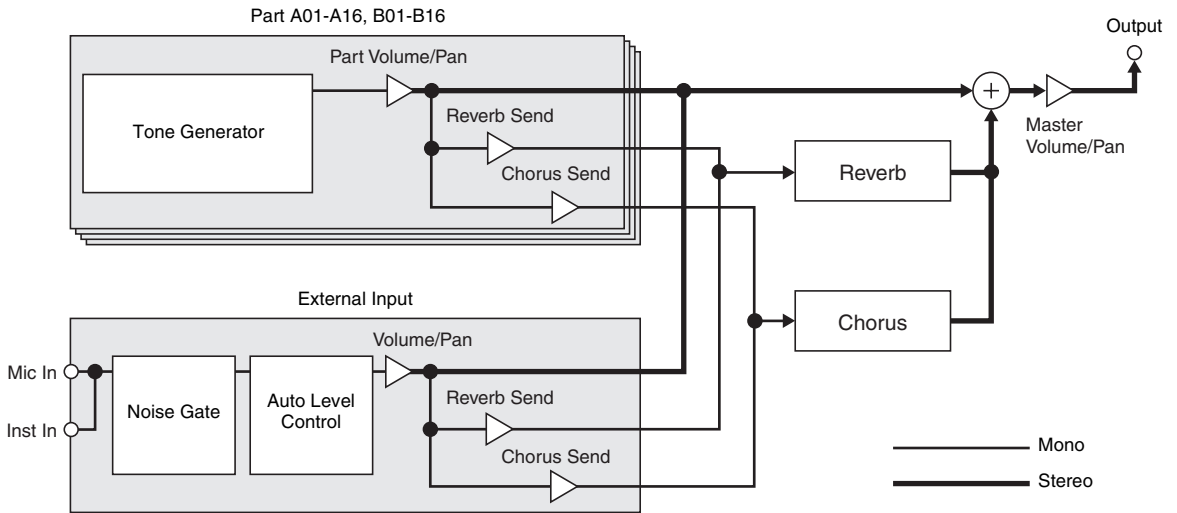 Part A01-A16, B01-B16
Output
Part Volume/Pan
Tone Generator
Reverb Send
Chorus Send
+
Master
Volume/Pan
Reverb
External Input
Chorus
Volume/Pan
Mic In
Noise Gate
Auto Level
Control
Reverb Send
Inst In
Chorus Send
Mono
Stereo